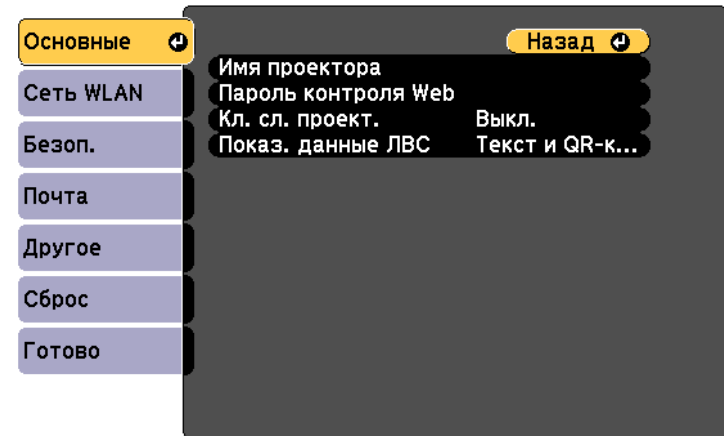 Основные
Сеть WLAN
Безоп.
Почта
Другое
Сброс
Готово
Назад
Имя проектора
Пароль контроля Web
Кл. сл. проект. Выкл.
Показ. данные ЛВС Текст и QR-к...